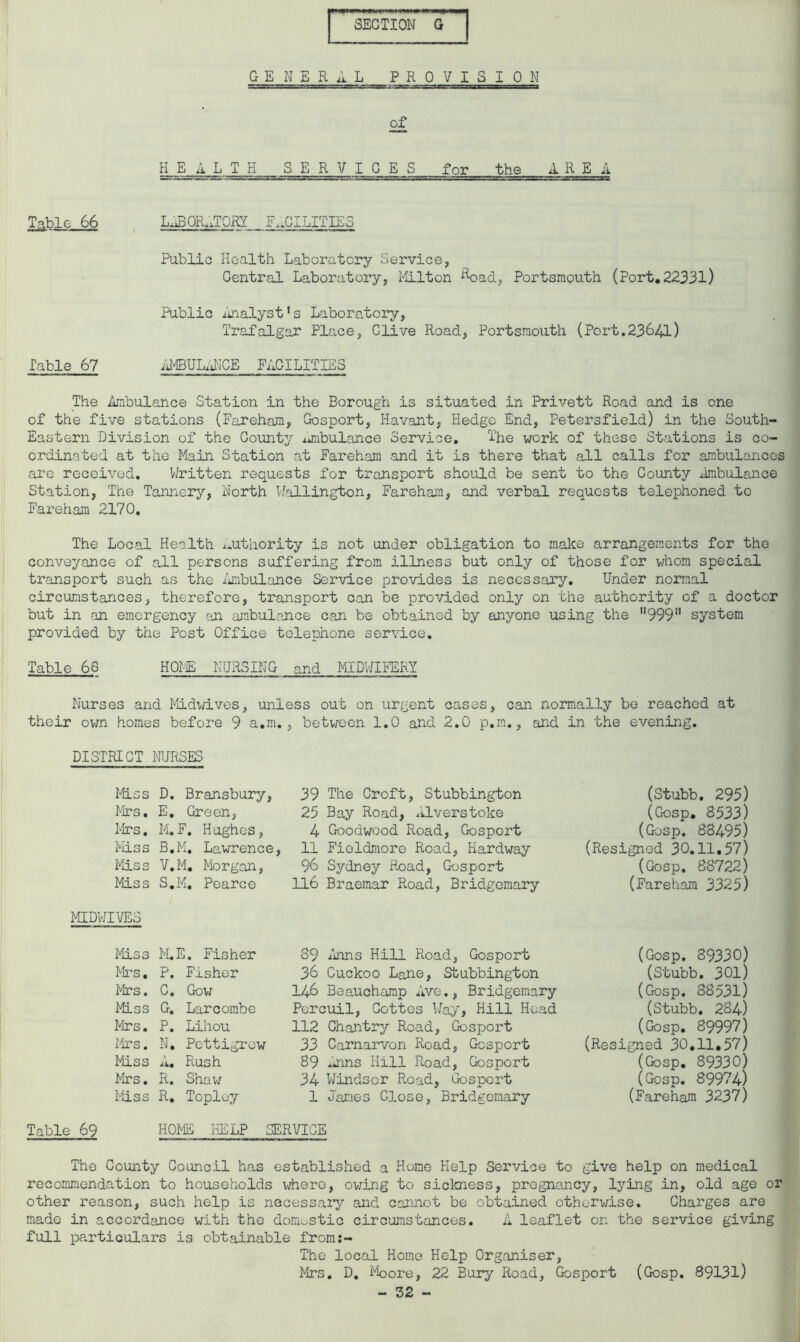 SECTION G
GENERAL PROVISION
of
HEALTH SERVICES for the AREA
Table 66 LABORATORY FACILITIES
Public Health Laboratory Service,
Central Laboratory, Milton Road, Portsmouth (Port.22331)
Public Analyst's Laboratory,
Trafalgar Place, Clive Road, Portsmouth (Port.23641)
Table 67 AMBULANCE FACILITIES
The Ambulance Station in the Borough is situated in Privett Road and is one
of the five stations (Fareham, Gosport, Havant, Hedge End, Petersfield) in the South-
Eastern Division of the County Ambulance Service. The work of these Stations is co-
ordinated at the Main Station at Fareham and it is there that all calls for ambulances
are received. Written requests for transport should be sent to the County Ambulance
Station, The Tannery, North Wallington, Fareham, and verbal requests telephoned to
Fareham 2170.
The Local Health Authority is not under obligation to make arrangements for the
conveyance of all persons suffering from illness but only of those for whom special
transport such as the Ambulance Service provides is necessary. Under normal
circumstances, therefore, transport can be provided only on the authority of a doctor
but in an emergency an ambulance can be obtained by anyone using the "999" system
provided by the Post Office telephone service.
Table 68 HOME NURSING and MIDWIFERY
Nurses and Midwives, unless out on urgent cases, can normally be reached at
their own homes before 9 a.m., between 1.0 and 2.0 p.m., and in the evening.
DISTRICT NURSES
Miss D. Bransbury, 39 The Croft, Stubbington (Stubb. 295)
Mrs. E. Green, 25 Bay Road, Alverstoke (Gosp. 8533)
Mrs. M.F. Hughes, 4 Goodwood Road, Gosport (Gosp. 88495)
Miss B.M. Lawrence, 11 Fieldmore Road, Hardway (Resigned 30.11.57)
Miss V.M. Morgan, 96 Sydney Road, Gosport (Gosp. 88722)
Miss S.M. Pearce 116 Braemar Road, Bridgemary (Fareham 3325)
MIDWIVES
Miss M.E. Fisher 89 Anns Hill Road, Gosport (Gosp. 89330)
Mrs. P. Fisher 36 Cuckoo Lane, Stubbington (Stubb. 301)
Mrs. C. Gow 146 Beauchamp Ave., Bridgemary (Gosp. 88531)
Miss G. Larcombe Percuil, Cottes Way, Hill Head (Stubb. 284)
Mrs. P. Lihou 112 Chantry Road, Gosport (Gosp. 89997)
Mrs. N. Pettigrew 33 Carnarvon Road, Gosport (Resigned 30.11.57)
Miss A. Rush 89 Anns Hill Road, Gosport (Gosp. 89330)
Mrs. R. Shaw 34 Windsor Road, Gosport (Gosp. 89974)
Miss R. Topley 1 James Close, Bridgemary (Fareham 3237)
Table 69 HOME HELP SERVICE
The County Council has established a Home Help Service to give help on medical
recommendation to households where, owing to sickness, pregnancy, lying in, old age or
other reason, such help is necessary and cannot be obtained otherwise. Charges are
made in accordance with the domestic circumstances. A leaflet on the service giving
full particulars is obtainable from:-
The local Home Help Organiser,
Mrs. D. Moore, 22 Bury Road, Gosport (Gosp. 89131)
- 32 -